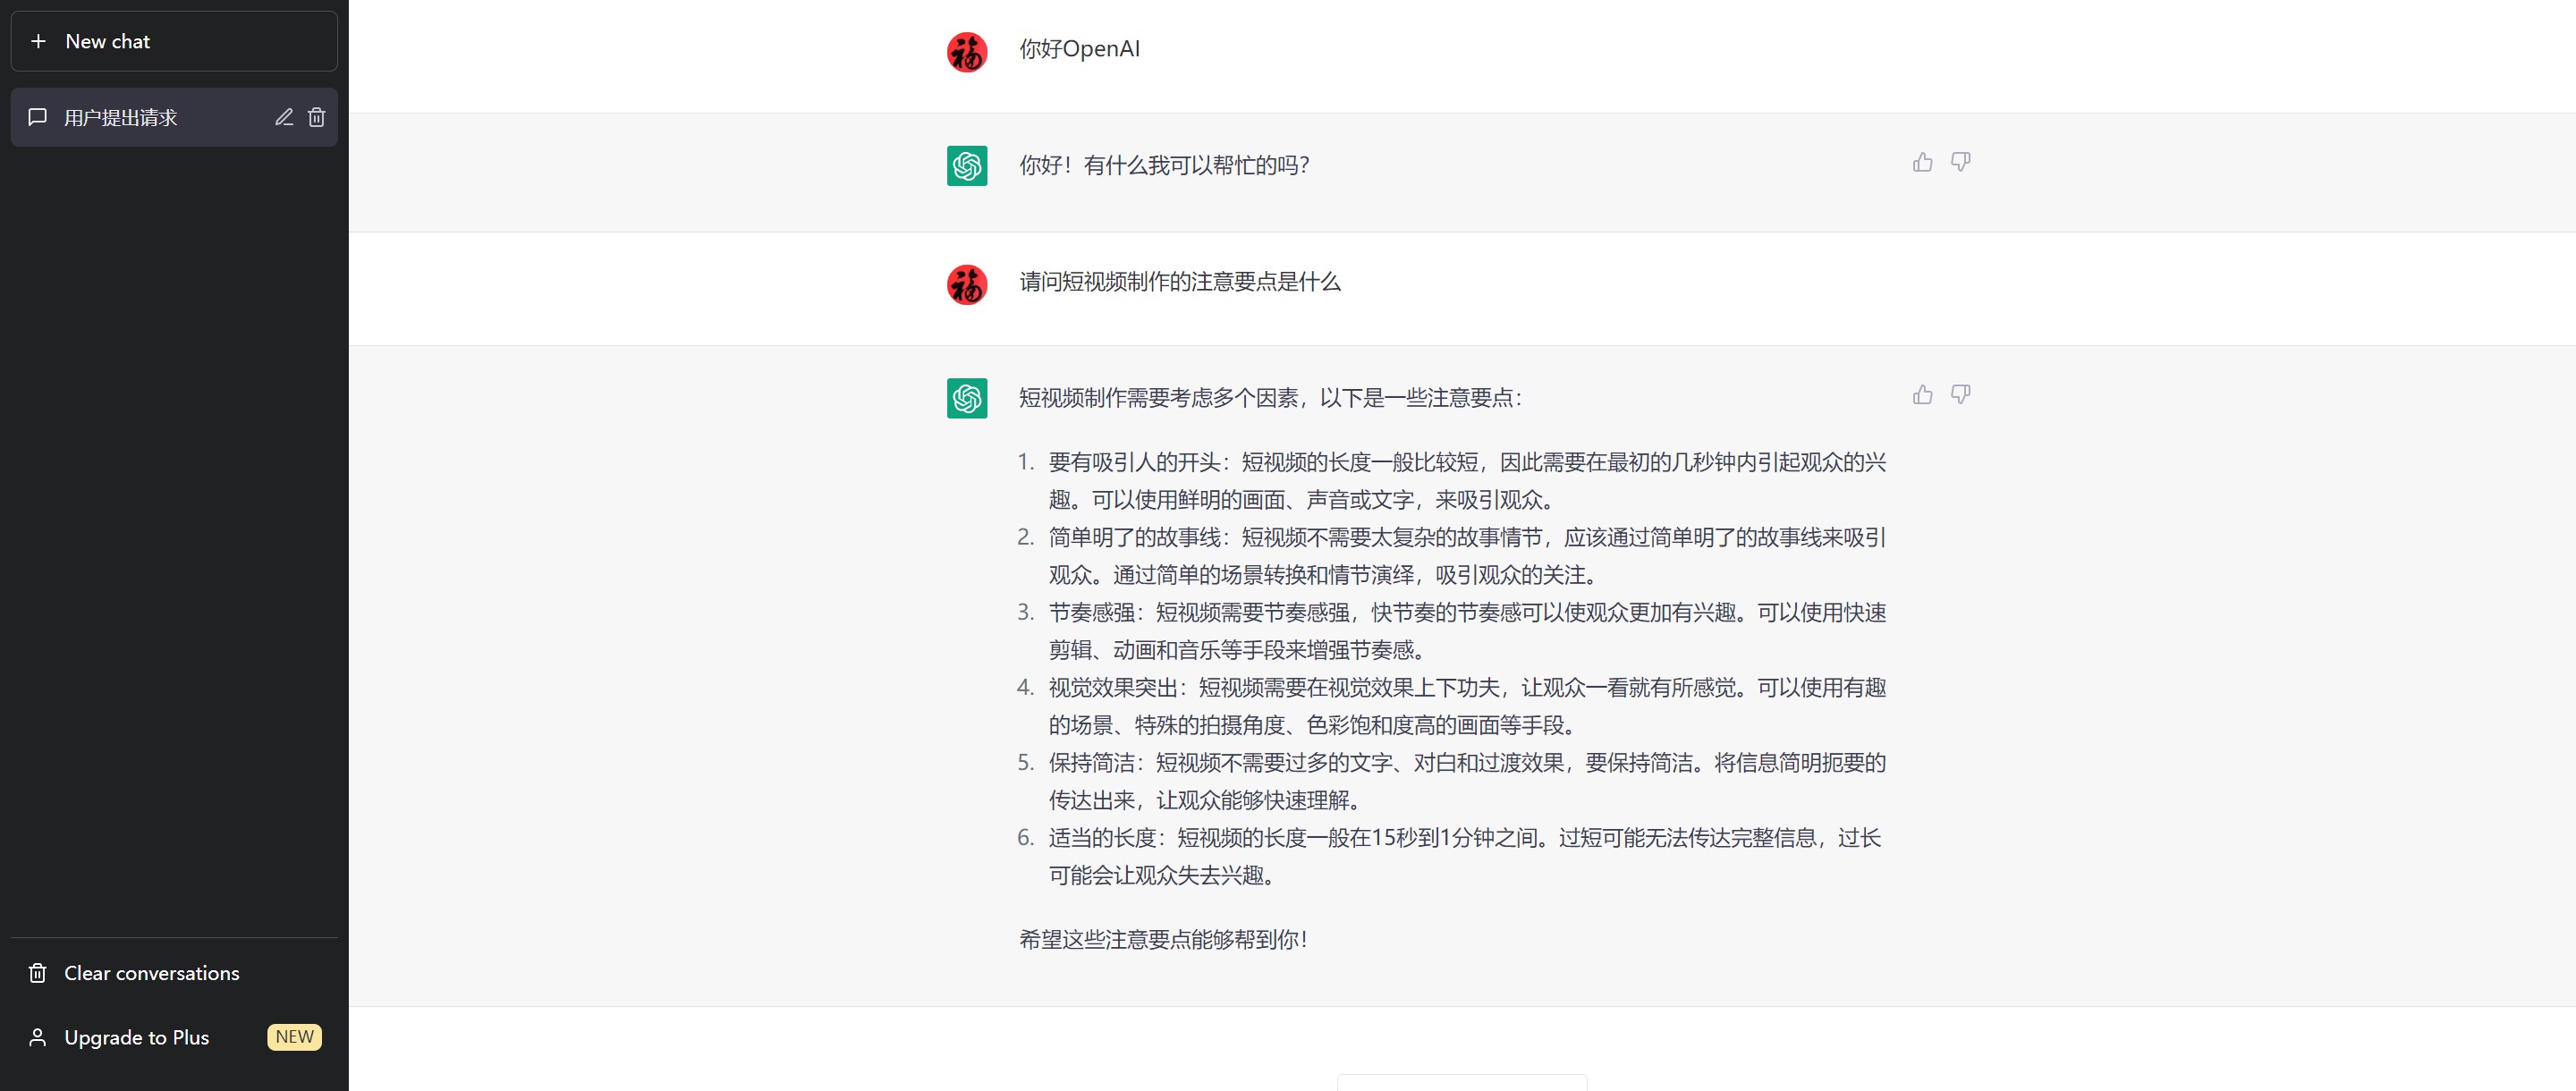 New chat
用户提出请求
Clear conversations
Upgrade to Plus
NEW
福
你好OpenAI
你好！有什么我可以帮忙的吗？
福
请问短视频制作的注意要点是什么
短视频制作需要考虑多个因素，以下是一些注意要点：
1. 要有吸引人的开头：短视频的长度一般比较短，因此需要在最初的几秒钟内引起观众的兴
趣。可以使用鲜明的画面、声音或文字，来吸引观众。
2. 简单明了的故事线：短视频不需要太复杂的故事情节，应该通过简单明了的故事线来吸引
观众。通过简单的场景转换和情节演绎，吸引观众的关注。
3. 节奏感强：短视频需要节奏感强，快节奏的节奏感可以使观众更加有兴趣。可以使用快速
剪辑、动画和音乐等手段来增强节奏感。
4. 视觉效果突出：短视频需要在视觉效果上下功夫，让观众一看就有所感觉。可以使用有趣
的场景、特殊的拍摄角度、色彩饱和度高的画面等手段。
5. 保持简洁：短视频不需要过多的文字、对白和过渡效果，要保持简洁。将信息简明扼要的
传达出来，让观众能够快速理解。
6. 适当的长度：短视频的长度一般在15秒到1分钟之间。过短可能无法传达完整信息，过长
可能会让观众失去兴趣。
希望这些注意要点能够帮到你！